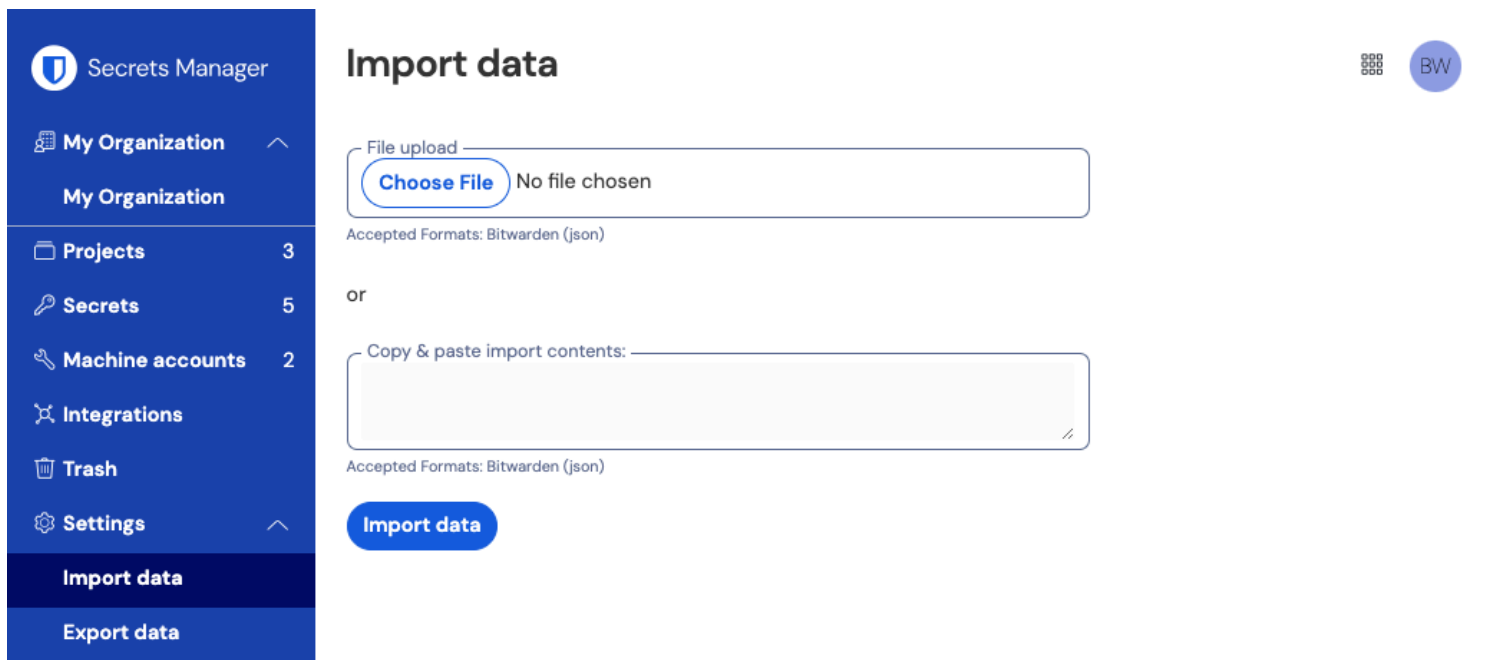 Secrets Manager
My Organization
My Organization
Projects 3
Secrets 5
Machine accounts 2
Integrations
Trash
Settings
Import data
Export data
Import data
BW
File upload
Choose File No file chosen
Accepted Formats: Bitwarden (json)
or
Copy & paste import contents:
Accepted Formats: Bitwarden (json)
Import data